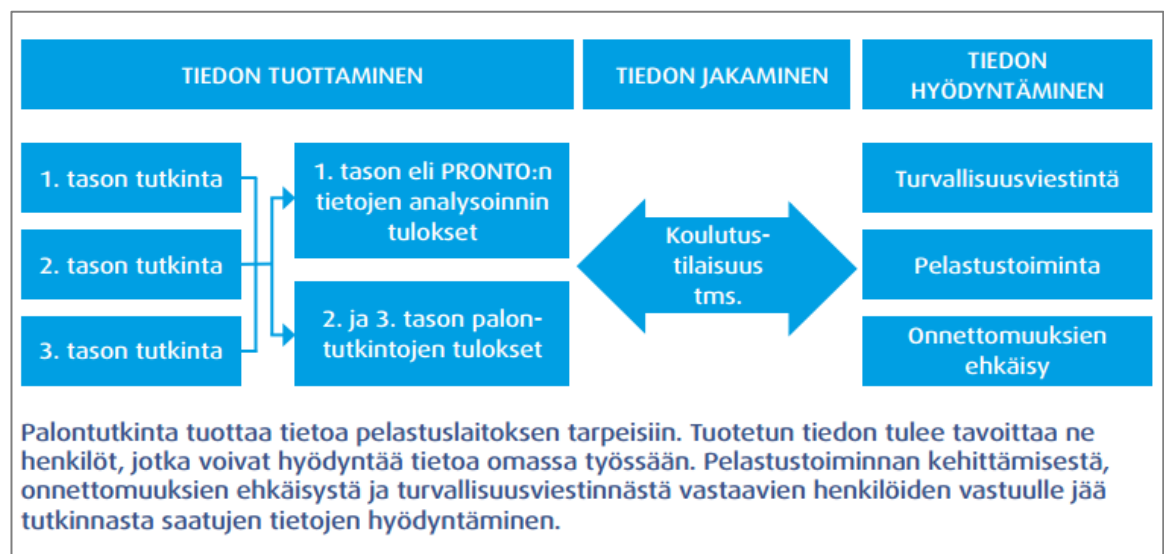 TIEDON TUOTTAMINEN
TIEDON JAKAMINEN
TIEDON
HYÖDYNTÄMINEN
1. tason tutkinta
2. tason tutkinta
3. tason tutkinta
1. tason eli PRONTO:n
tietojen analysoinnin
tulokset
2. ja 3. tason palon-
tutkintojen tulokset
Koulutus-
tilaisuus
tms.
Turvallisuusviestintä
Pelastustoiminta
Onnettomuuksien
ehkäisy
Palontutkinta tuottaa tietoa pelastuslaitoksen tarpeisiin. Tuotetun tiedon tulee tavoittaa ne
henkilöt, jotka voivat hyödyntää tietoa omassa työssään. Pelastustoiminnan kehittämisestä,
onnettomuuksien ehkäisystä ja turvallisuusviestinnästä vastaavien henkilöiden vastuulle jää
tutkinnasta saatujen tietojen hyödyntäminen.